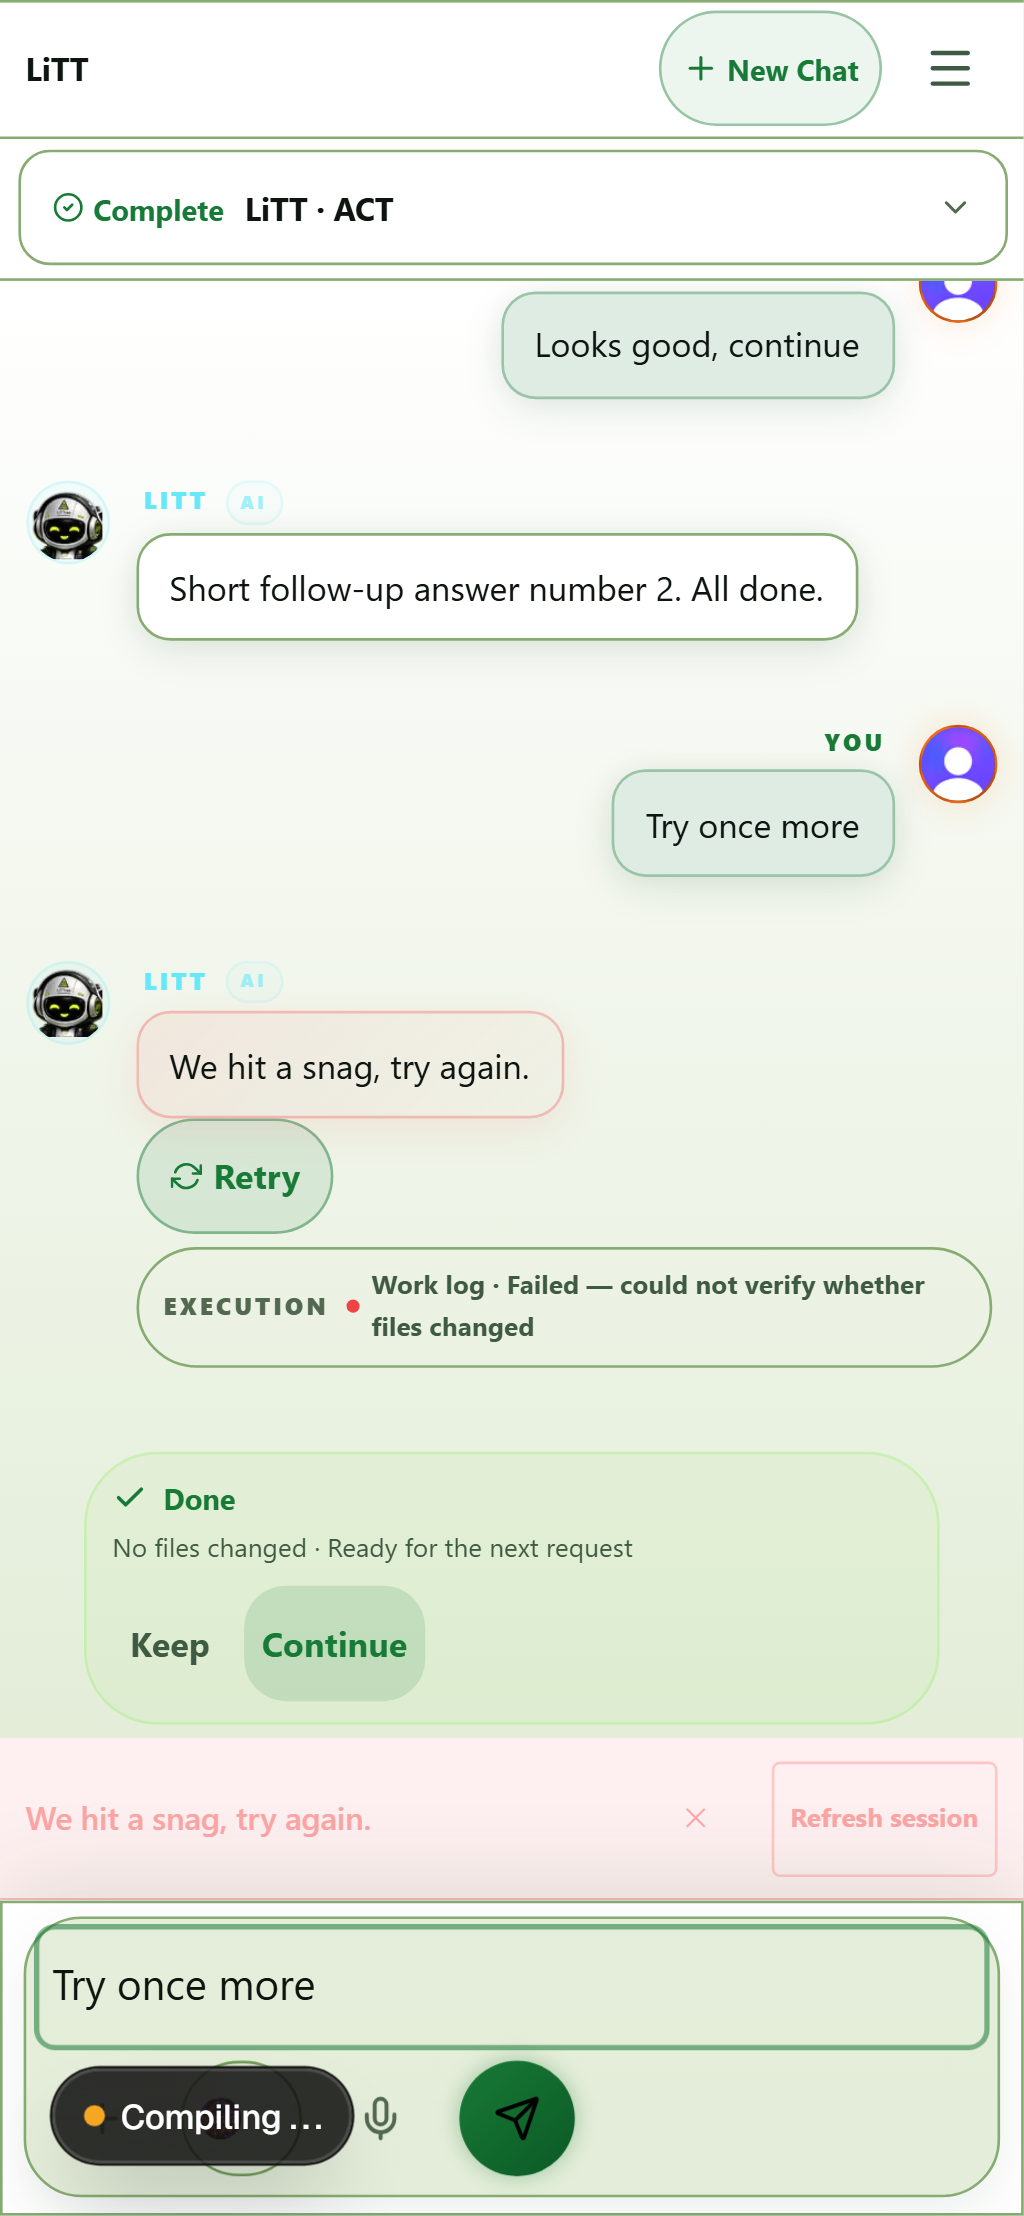 LiTT
New Chat
Complete LiTT · ACT
Looks good, continue
LITT AI
Short follow-up answer number 2. All done.
YOU
Try once more
LITT AI
We hit a snag, try again.
Retry
EXECUTION Work log · Failed — could not verify whether
files changed
Done
No files changed · Ready for the next request
Keep Continue
We hit a snag, try again.
Refresh session
Try once more
Compiling ...